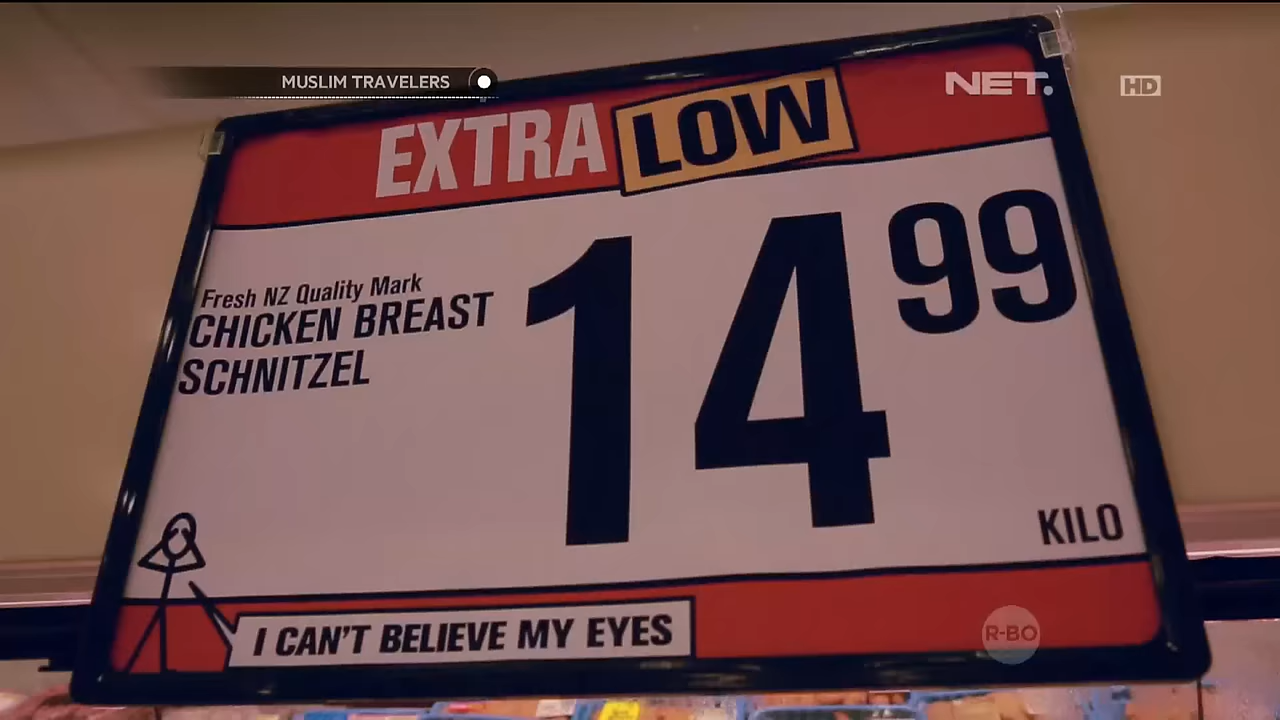 MUSLIM TRAVELERS
NET.
HD
EXTRA LOW
Fresh NZ Quality Mark
CHICKEN BREAST
SCHNITZEL
14 99
KILO
I CAN'T BELIEVE MY EYES
R-BO